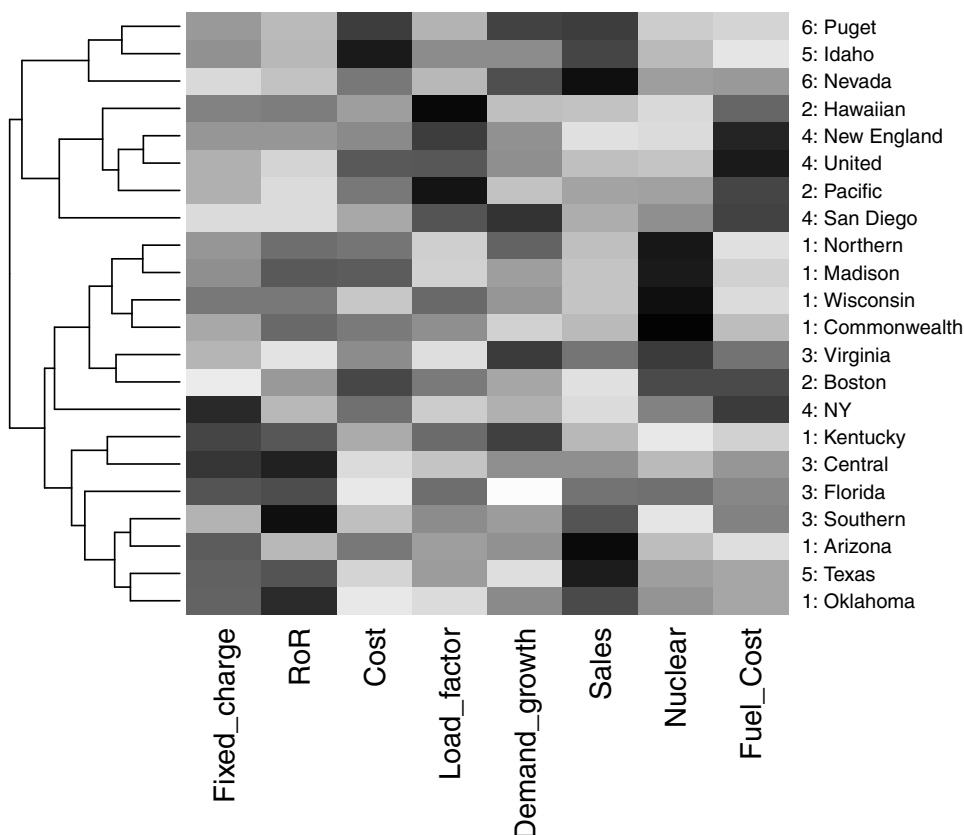 6: Puget
5: Idaho
6: Nevada
2: Hawaiian
4: New England
4: United
2: Pacific
4: San Diego
1: Northern
1: Madison
1: Wisconsin
1: Commonwealth
3: Virginia
2: Boston
4: NY
1: Kentucky
3: Central
3: Florida
3: Southern
1: Arizona
5: Texas
1: Oklahoma
Fixed_charge
RoR
Cost
Load_factor
Demand_growth
Sales
Nuclear
Fuel_Cost